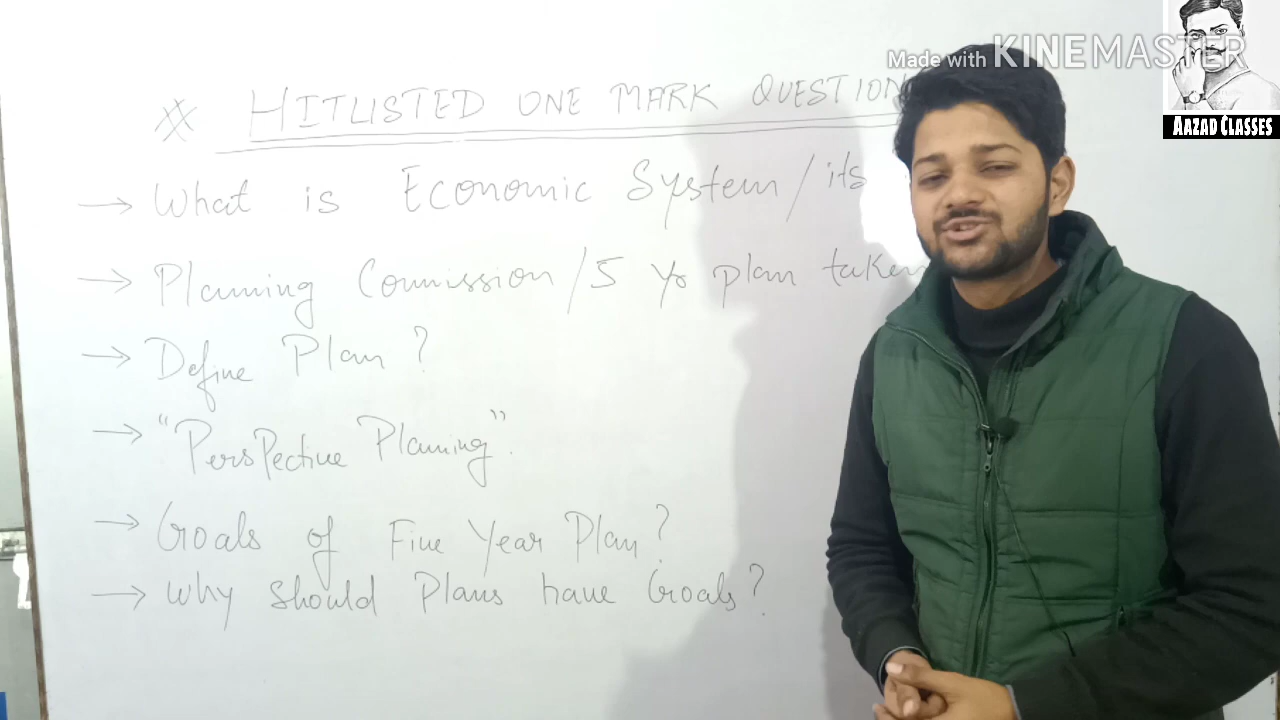 Made with KINEMASTER
AAZAD CLASSES
※ HITLISTED ONE MARK QUESTION
→ What is Economic System / its
→ Planning Commission / 5 yr plan taken
→ Define Plan ?
→ "Perspective Planning".
→ Goals of Five Year Plan ?
→ Why should Plans have Goals ?